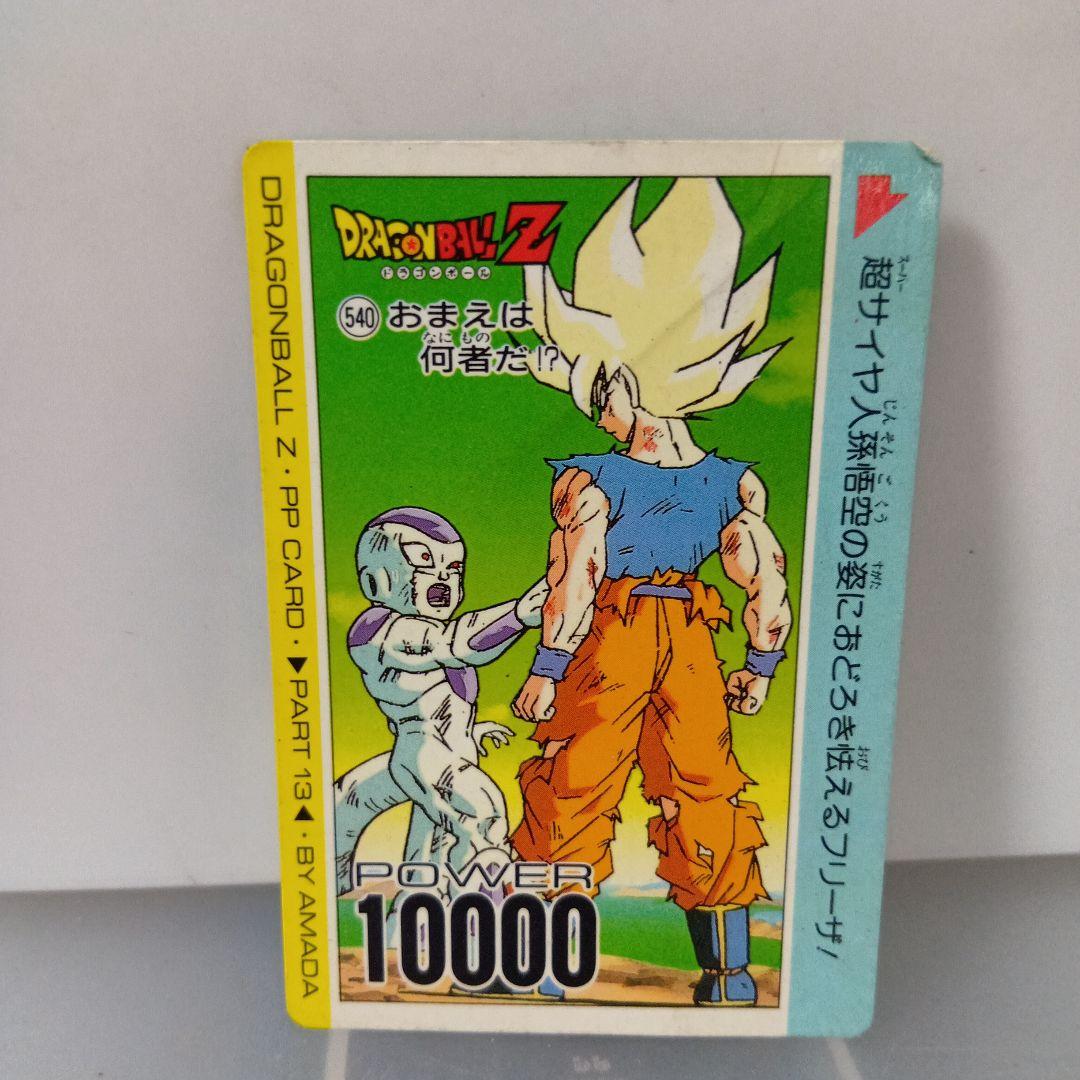 DRAGONBALL Z
ドラゴンボール
540 おまえは
なに もの
何者だ!?
POWER
10000
DRAGONBALL Z・PP CARD・▶PART 13◀・BY AMADA
スーパー じん そん ご くう すがた おび
超サイヤ人孫悟空の姿におどろき怯えるフリーザ!